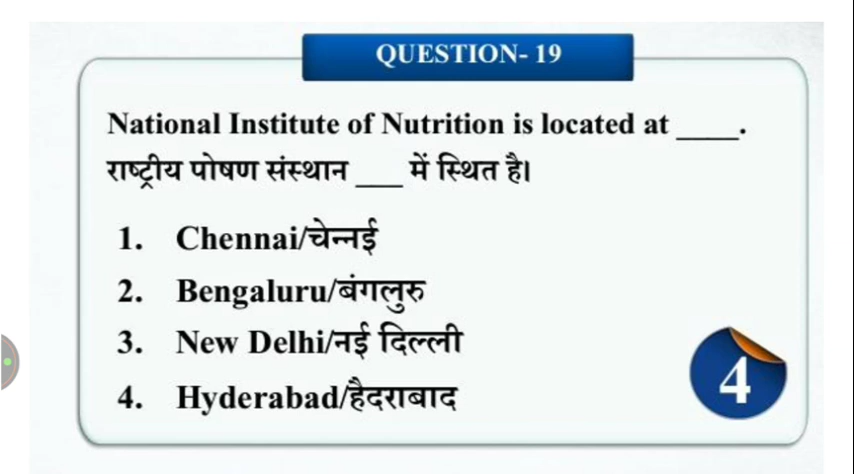 QUESTION- 19
National Institute of Nutrition is located at ____.
राष्ट्रीय पोषण संस्थान ___ में स्थित है।
1. Chennai/चेन्नई
2. Bengaluru/बंगलुरु
3. New Delhi/नई दिल्ली
4. Hyderabad/हैदराबाद
4